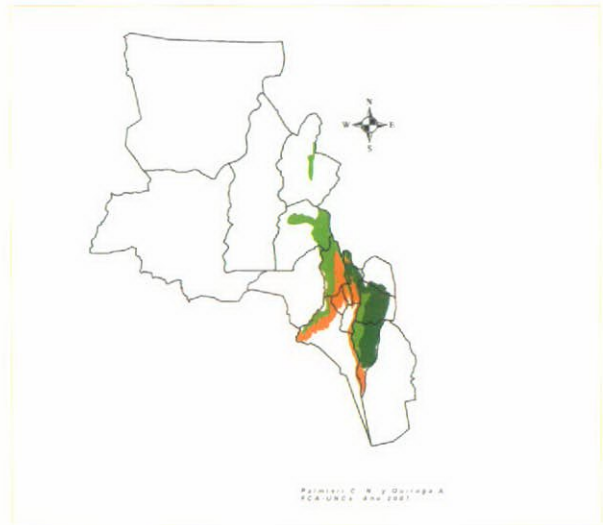 N
W E
S
Palmieri C. N. y Quiroga A.
FCA-UNCa Año 2007